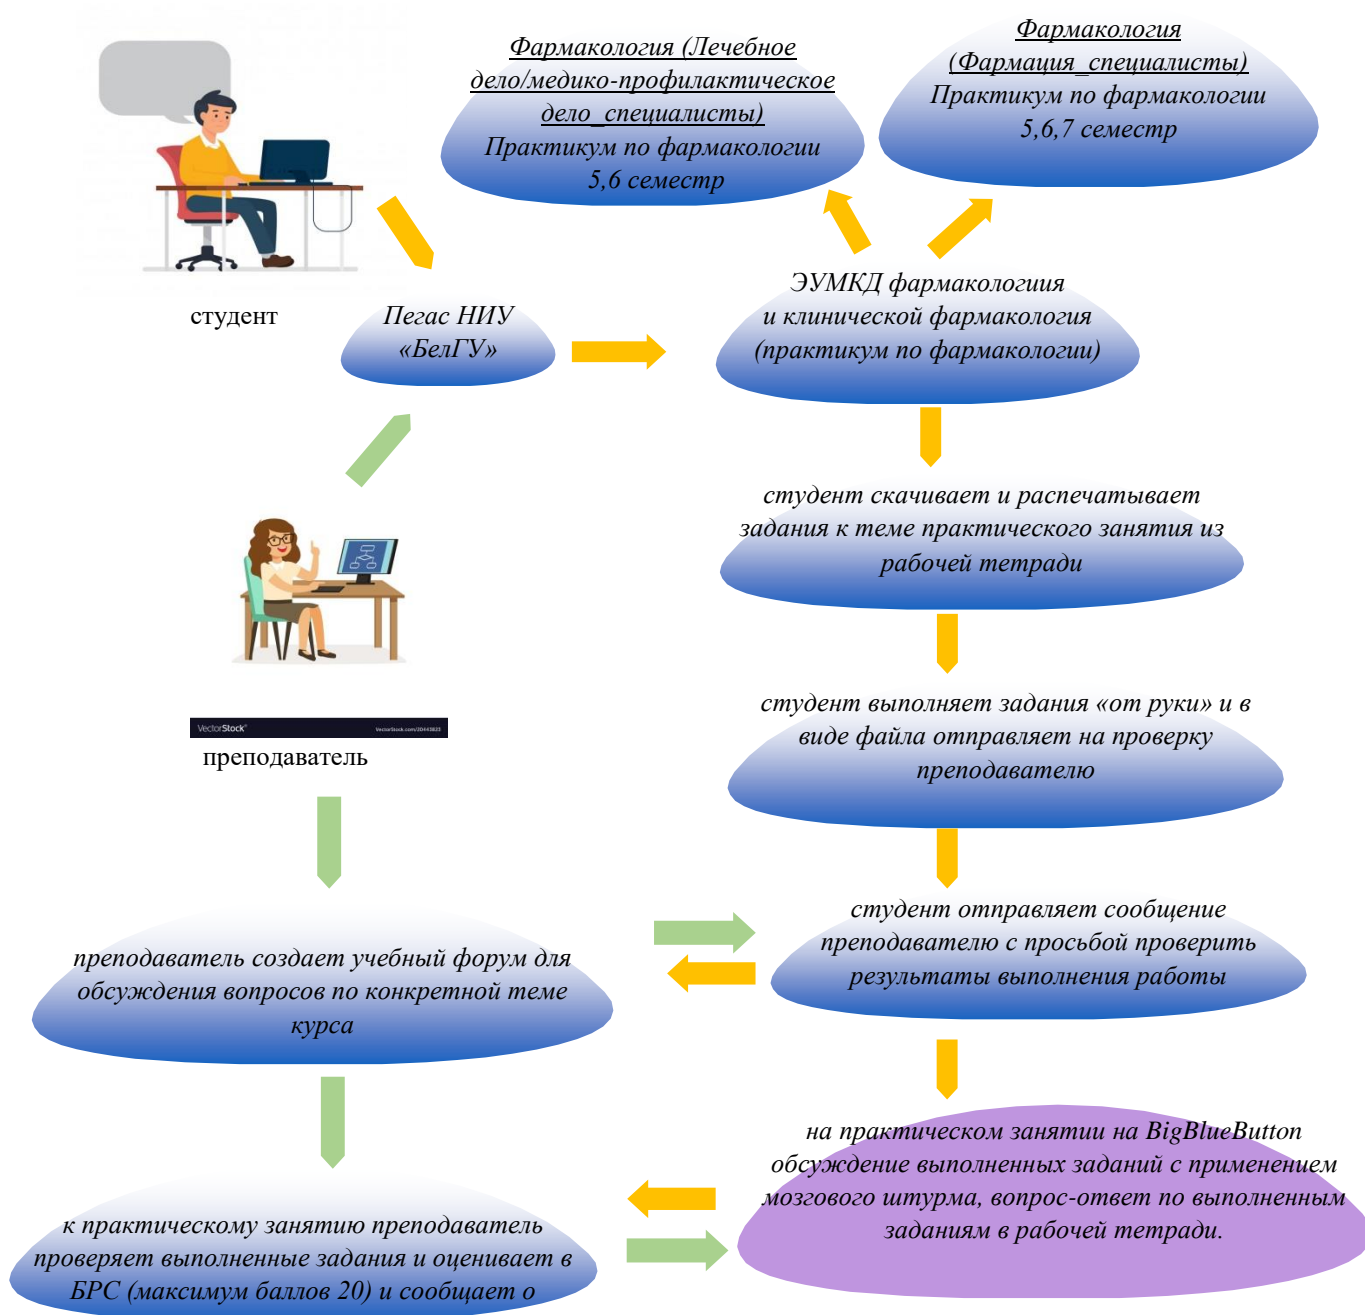 Фармакология (Лечебное
дело/медико-профилактическое
дело_специалисты)
Практикум по фармакологии
5,6 семестр
Фармакология
(Фармация_специалисты)
Практикум по фармакологии
5,6,7 семестр
студент
Пегас НИУ
«БелГУ»
ЭУМКД фармакологиия
и клинической фармакология
(практикум по фармакологии)
студент скачивает и распечатывает
задания к теме практического занятия из
рабочей тетради
VectorStock®
VectorStock.com/20443823
преподаватель
студент выполняет задания «от руки» и в
виде файла отправляет на проверку
преподавателю
студент отправляет сообщение
преподавателю с просьбой проверить
результаты выполнения работы
преподаватель создает учебный форум для
обсуждения вопросов по конкретной теме
курса
на практическом занятии на BigBlueButton
обсуждение выполненных заданий с применением
мозгового штурма, вопрос-ответ по выполненным
заданиям в рабочей тетради.
к практическому занятию преподаватель
проверяет выполненные задания и оценивает в
БРС (максимум баллов 20) и сообщает о